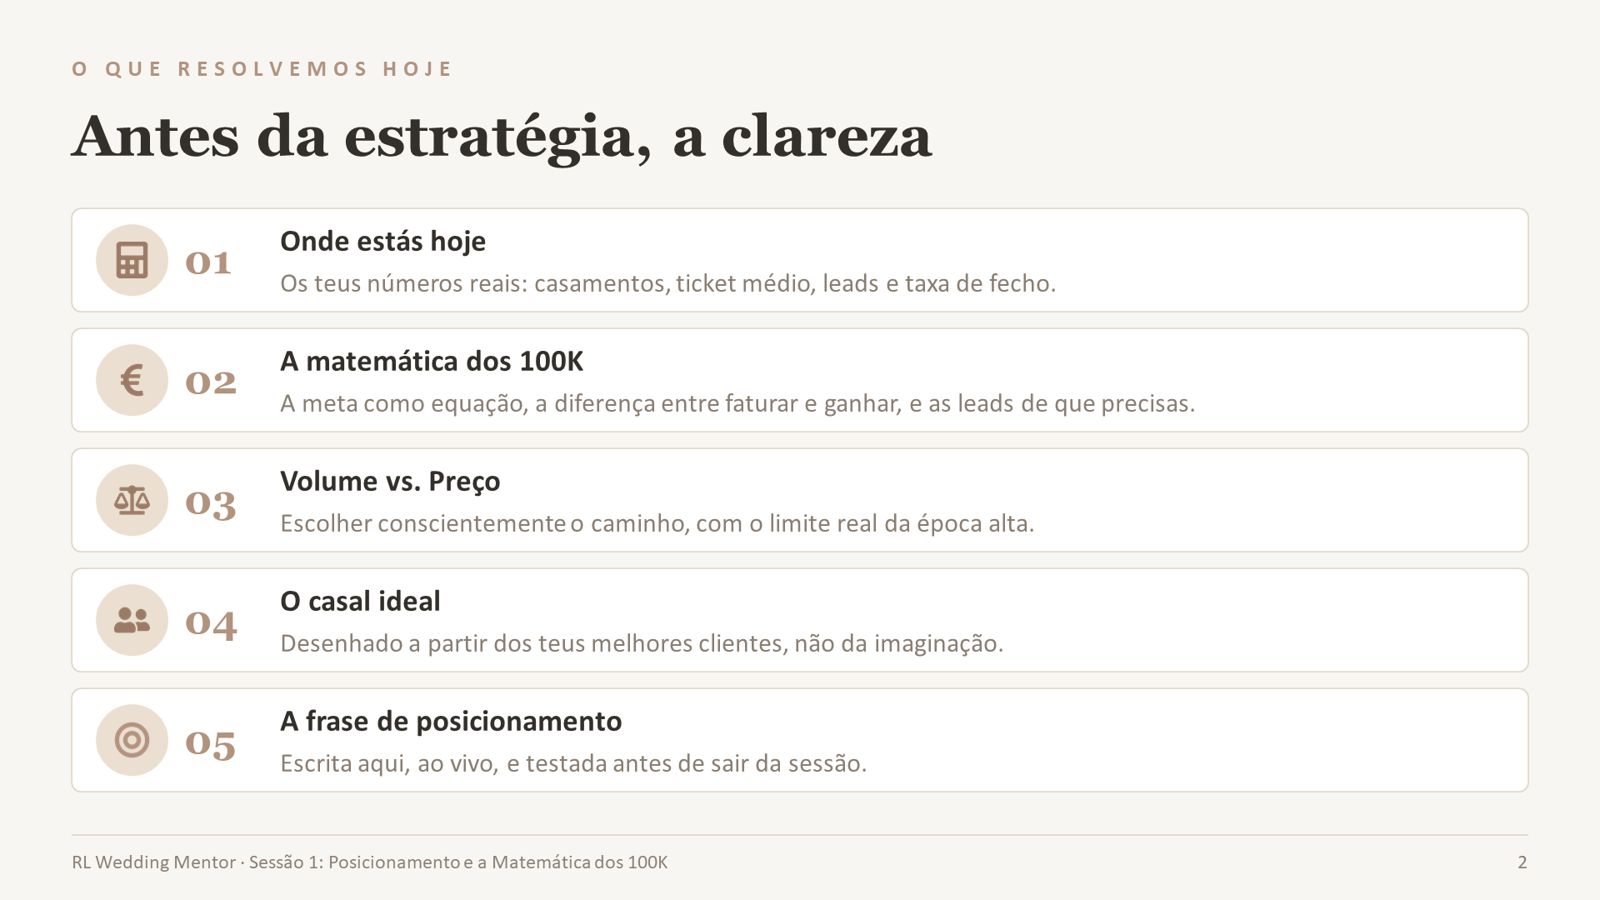 O QUE RESOLVEMOS HOJE
Antes da estratégia, a clareza
01
Onde estás hoje
Os teus números reais: casamentos, ticket médio, leads e taxa de fecho.
€
02
A matemática dos 100K
A meta como equação, a diferença entre faturar e ganhar, e as leads de que precisas.
03
Volume vs. Preço
Escolher conscientemente o caminho, com o limite real da época alta.
04
O casal ideal
Desenhado a partir dos teus melhores clientes, não da imaginação.
05
A frase de posicionamento
Escrita aqui, ao vivo, e testada antes de sair da sessão.
RL Wedding Mentor · Sessão 1: Posicionamento e a Matemática dos 100K
2